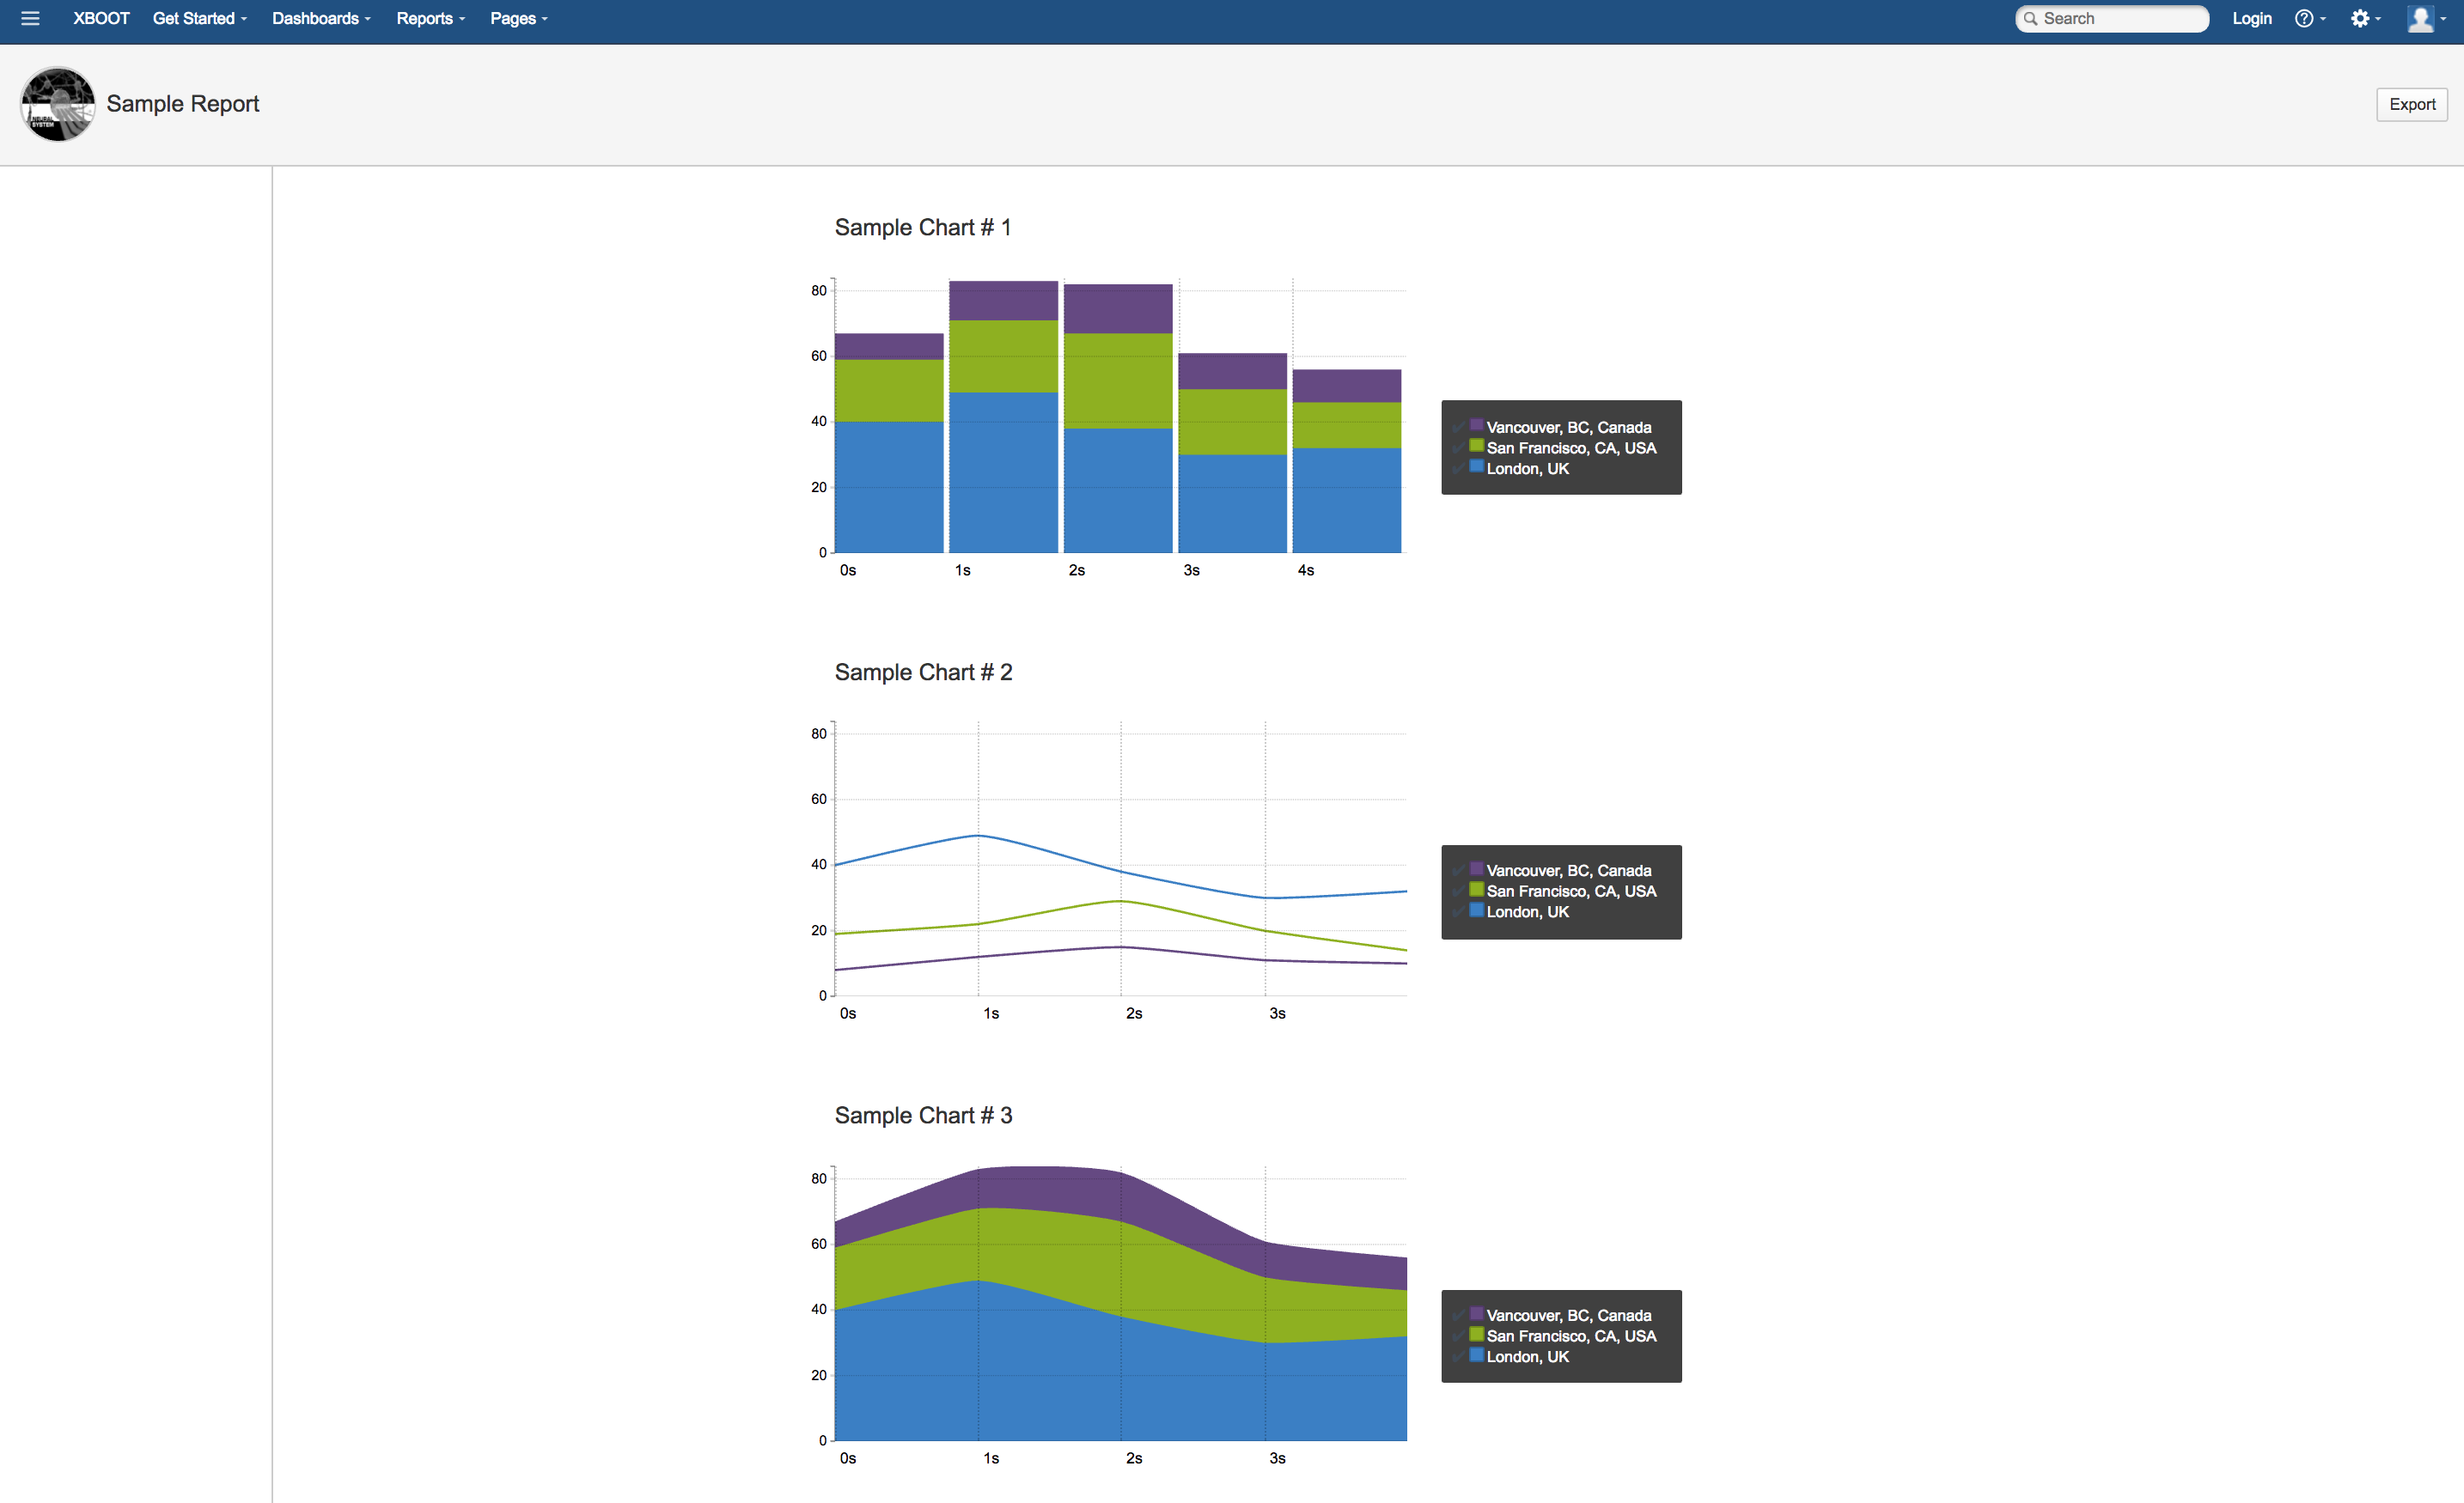 XBOOT Get Started Dashboards Reports Pages Search Login
NEURAL
SYSTEM
Sample Report
Export
Sample Chart # 1
80
60
40
20
0
0s 1s 2s 3s 4s
Vancouver, BC, Canada
San Francisco, CA, USA
London, UK
Sample Chart # 2
80
60
40
20
0
0s 1s 2s 3s
Vancouver, BC, Canada
San Francisco, CA, USA
London, UK
Sample Chart # 3
80
60
40
20
0
0s 1s 2s 3s
Vancouver, BC, Canada
San Francisco, CA, USA
London, UK